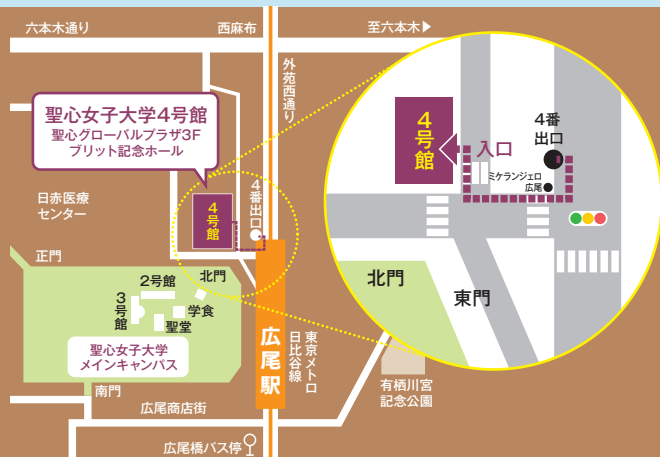 六本木通り
西麻布
至六本木▶
外苑西通り
聖心女子大学4号館
聖心グローバルプラザ3F
ブリット記念ホール
4号館
入口
4番
出口
ミケランジェロ
広尾
北門
東門
日赤医療
センター
4号館
4番出口
正門
北門
2号館
3号館
学食
聖堂
聖心女子大学
メインキャンパス
南門
広尾駅
東京メトロ
日比谷線
有栖川宮
記念公園
広尾商店街
広尾橋バス停